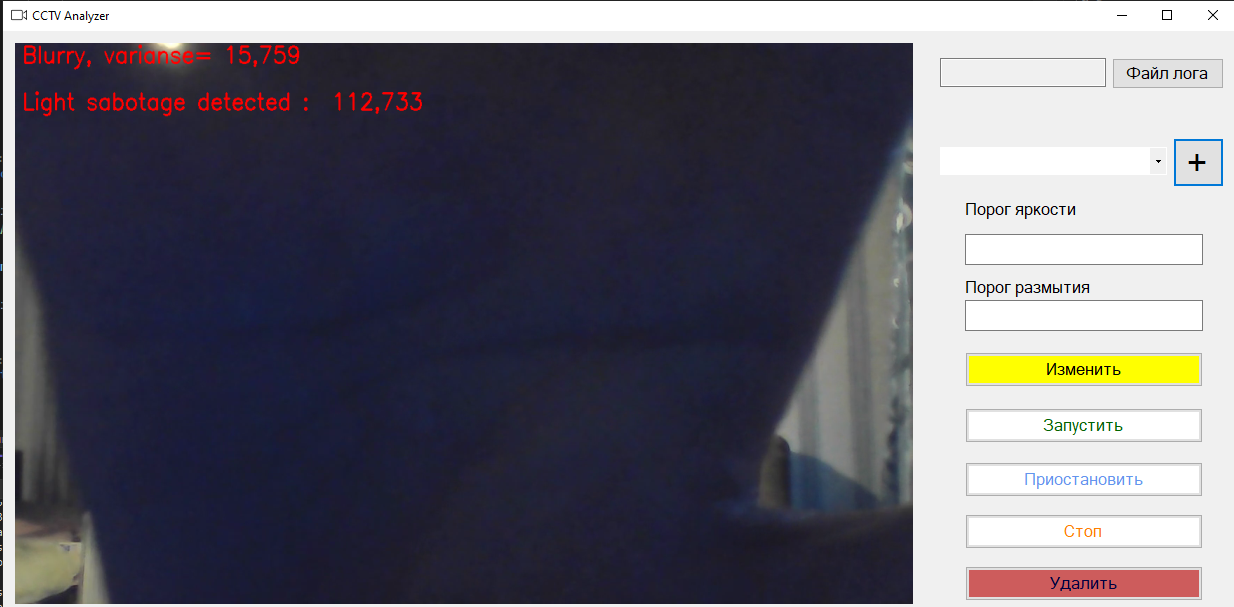 CCTV Analyzer
Blurry, varianse= 15,759
Light sabotage detected : 112,733
Файл лога
+
Порог яркости
Порог размытия
Изменить
Запустить
Приостановить
Стоп
Удалить